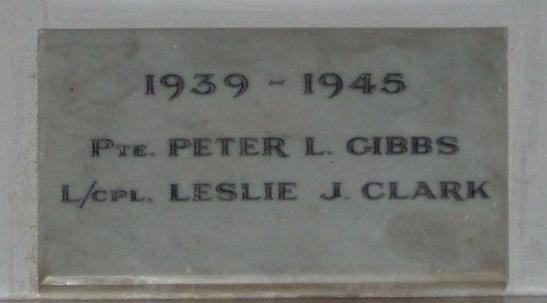 1939 - 1945
PTE. PETER L. GIBBS
L/CPL. LESLIE J. CLARK